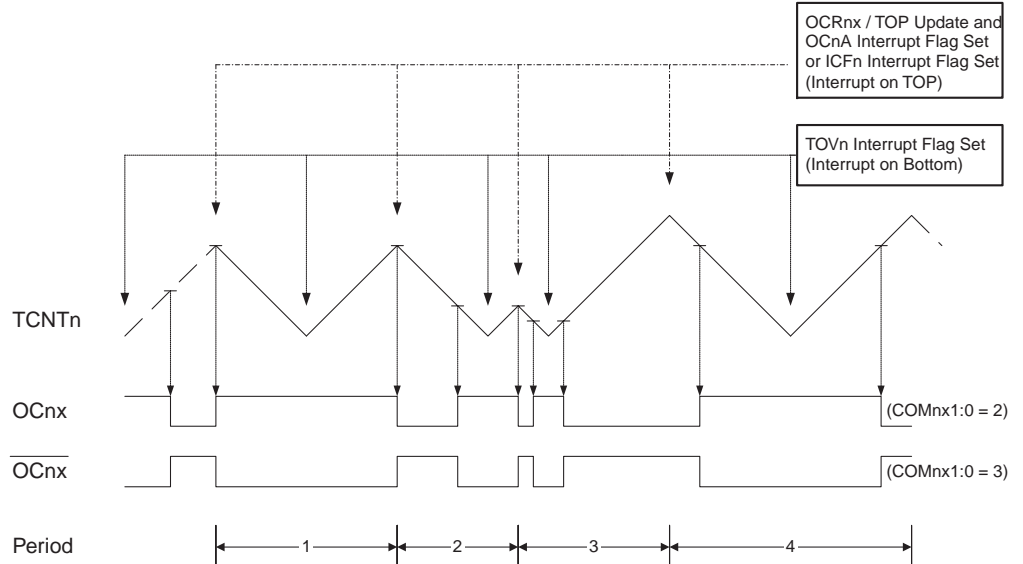 OCRnx / TOP Update and
OCnA Interrupt Flag Set
or ICFn Interrupt Flag Set
(Interrupt on TOP)
TOVn Interrupt Flag Set
(Interrupt on Bottom)
TCNTn
OCnx
(COMnx1:0 = 2)
OCnx
(COMnx1:0 = 3)
Period
1
2
3
4